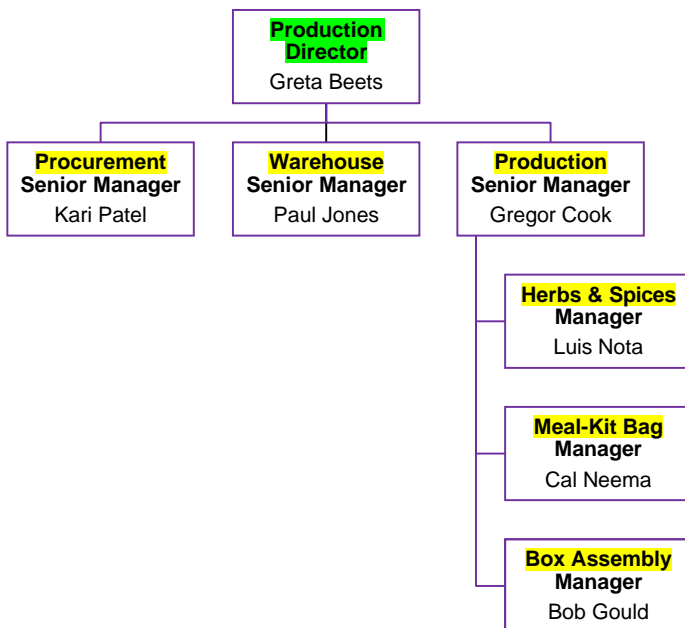 Production
Director
Greta Beets
Procurement
Senior Manager
Kari Patel
Warehouse
Senior Manager
Paul Jones
Production
Senior Manager
Gregor Cook
Herbs & Spices
Manager
Luis Nota
Meal-Kit Bag
Manager
Cal Neema
Box Assembly
Manager
Bob Gould